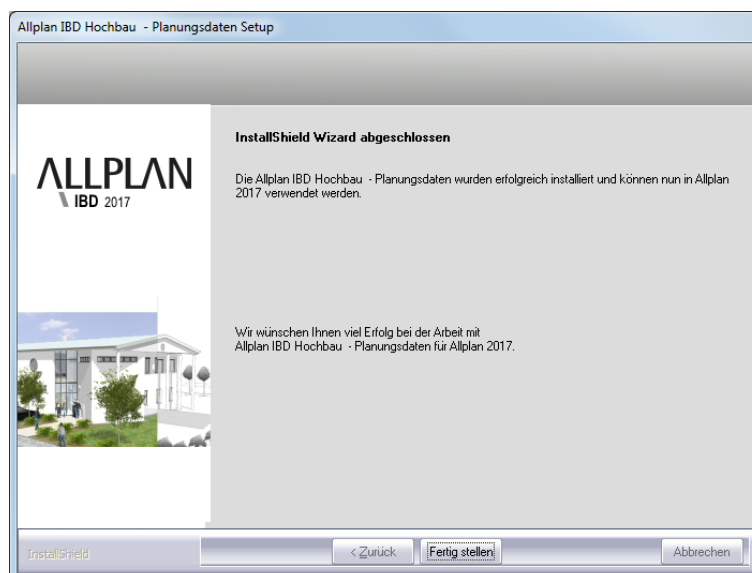 Allplan IBD Hochbau - Planungsdaten Setup
InstallShield Wizard abgeschlossen
ALLPLAN
IBD 2017
Die Allplan IBD Hochbau - Planungsdaten wurden erfolgreich installiert und können nun in Allplan
2017 verwendet werden.
Wir wünschen Ihnen viel Erfolg bei der Arbeit mit
Allplan IBD Hochbau - Planungsdaten für Allplan 2017.
InstallShield
< Zurück
Fertig stellen
Abbrechen